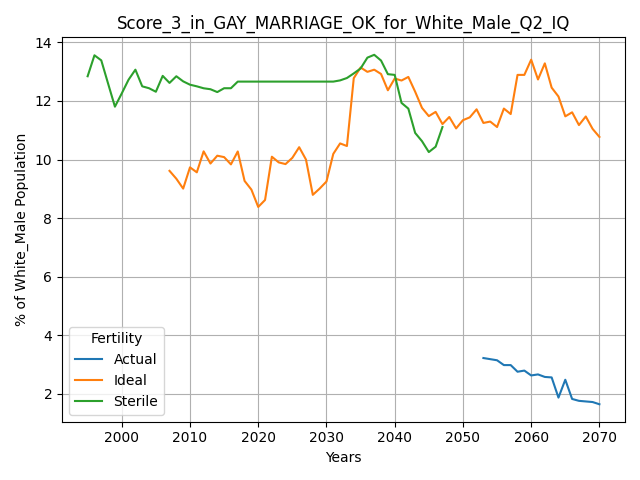 Score_3_in_GAY_MARRIAGE_OK_for_White_Male_Q2_IQ
% of White_Male Population
14
12
10
8
6
4
2
Fertility
Actual
Ideal
Sterile
2000 2010 2020 2030 2040 2050 2060 2070
Years